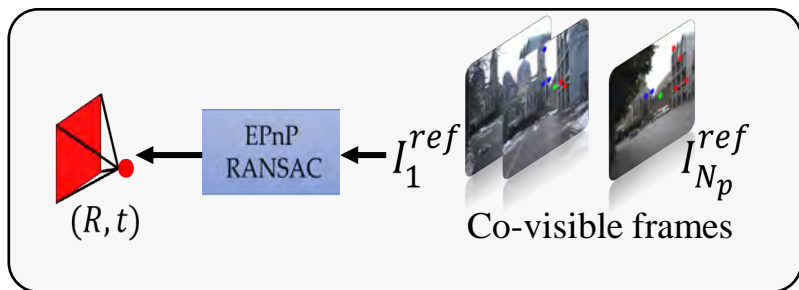 EPnP
RANSAC
I_1^{ref}
I_{N_p}^{ref}
(R, t)
Co-visible frames